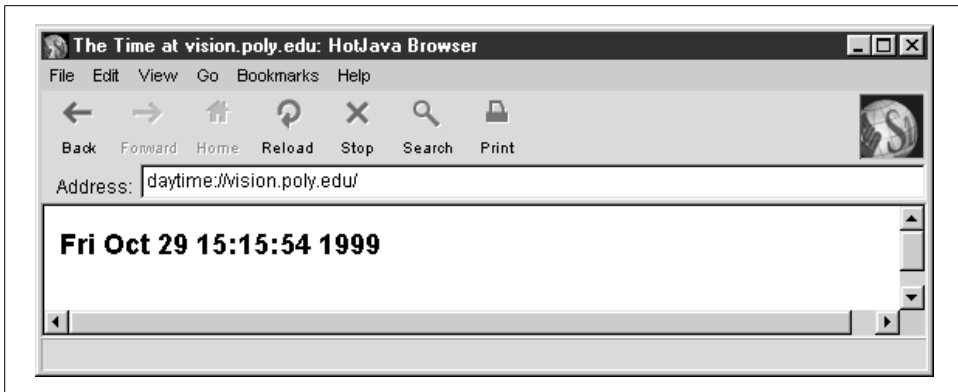 The Time at vision.poly.edu: HotJava Browser
File Edit View Go Bookmarks Help
Back Forward Home Reload Stop Search Print
Address: daytime://vision.poly.edu/
Fri Oct 29 15:15:54 1999